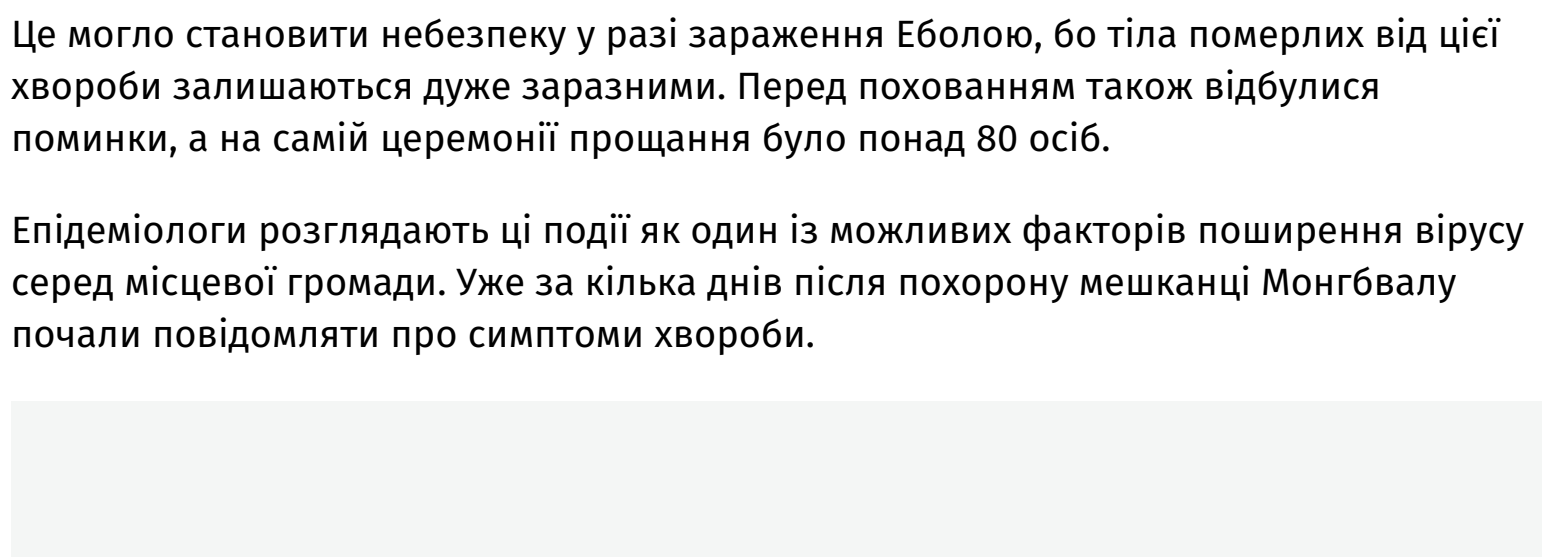 Це могло становити небезпеку у разі зараження Еболою, бо тіла померлих від цієї
хвороби залишаються дуже заразними. Перед похованням також відбулися
поминки, а на самій церемонії прощання було понад 80 осіб.
Епідеміологи розглядають ці події як один із можливих факторів поширення вірусу
серед місцевої громади. Уже за кілька днів після похорону мешканці Монгбвалу
почали повідомляти про симптоми хвороби.